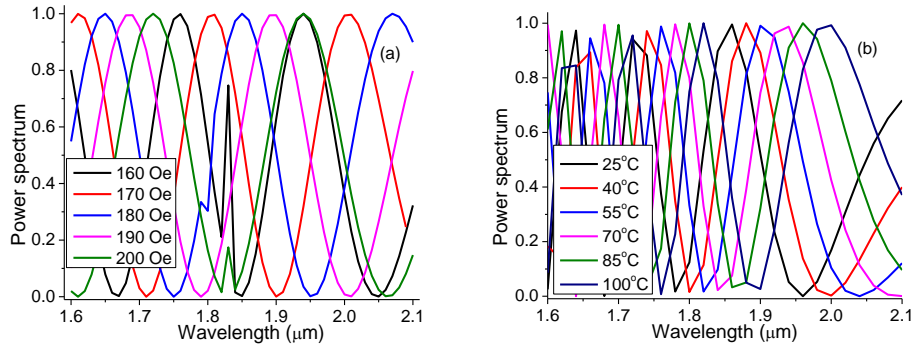 (a)
Power spectrum
1.0
0.8
0.6
0.4
0.2
0.0
160 Oe
170 Oe
180 Oe
190 Oe
200 Oe
1.6 1.7 1.8 1.9 2.0 2.1
Wavelength (μm)
(b)
Power spectrum
1.0
0.8
0.6
0.4
0.2
0.0
25°C
40°C
55°C
70°C
85°C
100°C
1.6 1.7 1.8 1.9 2.0 2.1
Wavelength (μm)